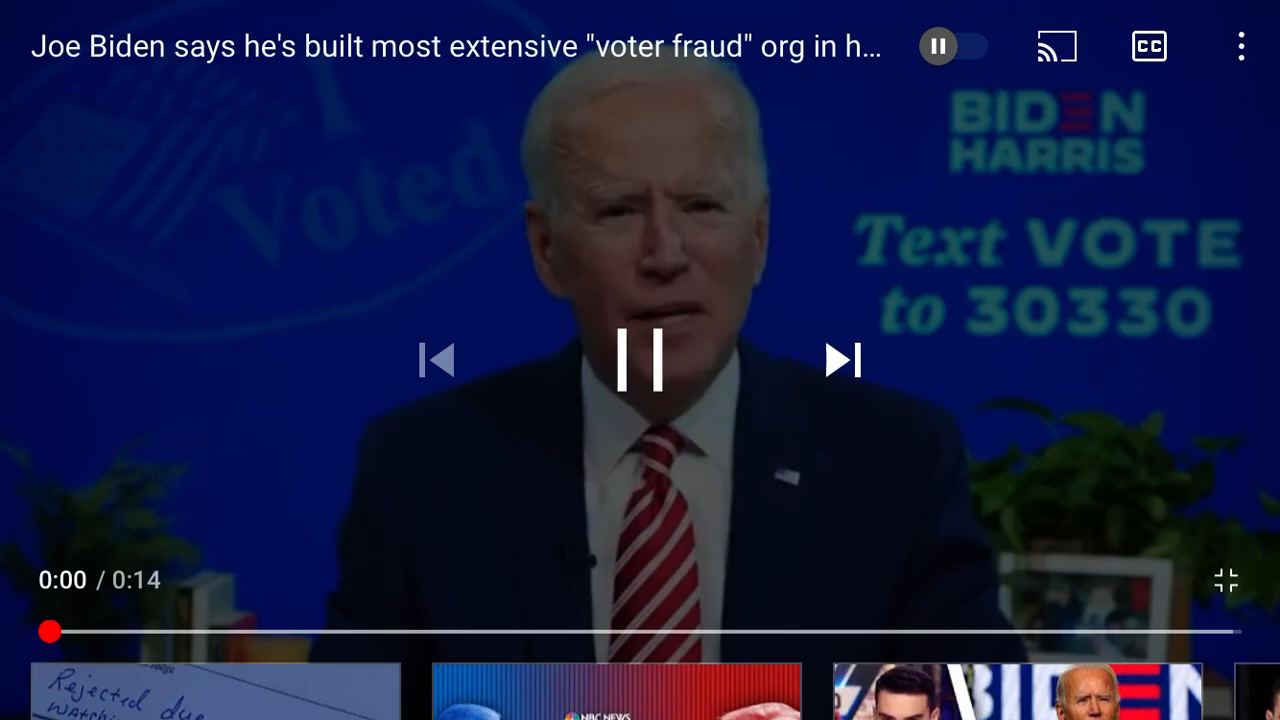 Joe Biden says he's built most extensive "voter fraud" org in h...
CC
I
Voted
BIDEN
HARRIS
Text VOTE
to 30330
0:00 / 0:14
Rejected due
NBC NEWS
BIDEN